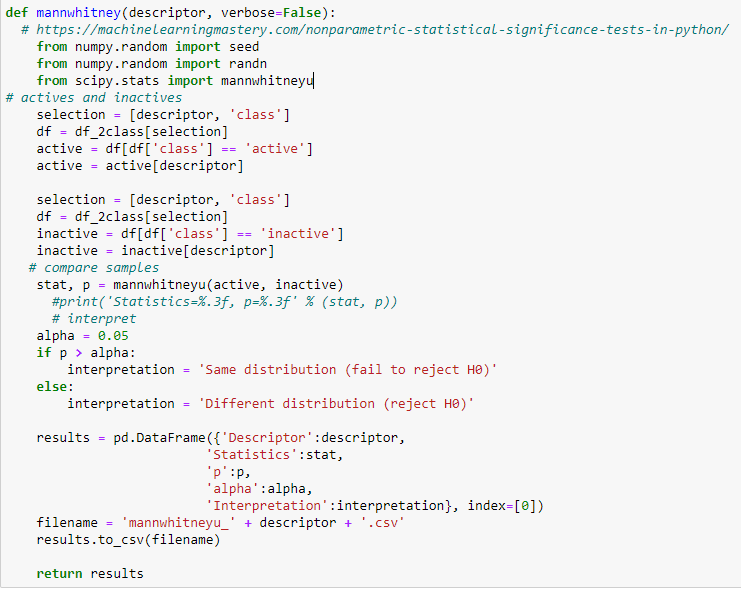 def mannwhitney(descriptor, verbose=False):
  # https://machinelearningmastery.com/nonparametric-statistical-significance-tests-in-python/
    from numpy.random import seed
    from numpy.random import randn
    from scipy.stats import mannwhitneyu
# actives and inactives
    selection = [descriptor, 'class']
    df = df_2class[selection]
    active = df[df['class'] == 'active']
    active = active[descriptor]

    selection = [descriptor, 'class']
    df = df_2class[selection]
    inactive = df[df['class'] == 'inactive']
    inactive = inactive[descriptor]
   # compare samples
    stat, p = mannwhitneyu(active, inactive)
      #print('Statistics=%.3f, p=%.3f' % (stat, p))
      # interpret
    alpha = 0.05
    if p > alpha:
        interpretation = 'Same distribution (fail to reject H0)'
    else:
        interpretation = 'Different distribution (reject H0)'

    results = pd.DataFrame({'Descriptor':descriptor,
                          'Statistics':stat,
                          'p':p,
                          'alpha':alpha,
                          'Interpretation':interpretation}, index=[0])
    filename = 'mannwhitneyu_' + descriptor + '.csv'
    results.to_csv(filename)

    return results